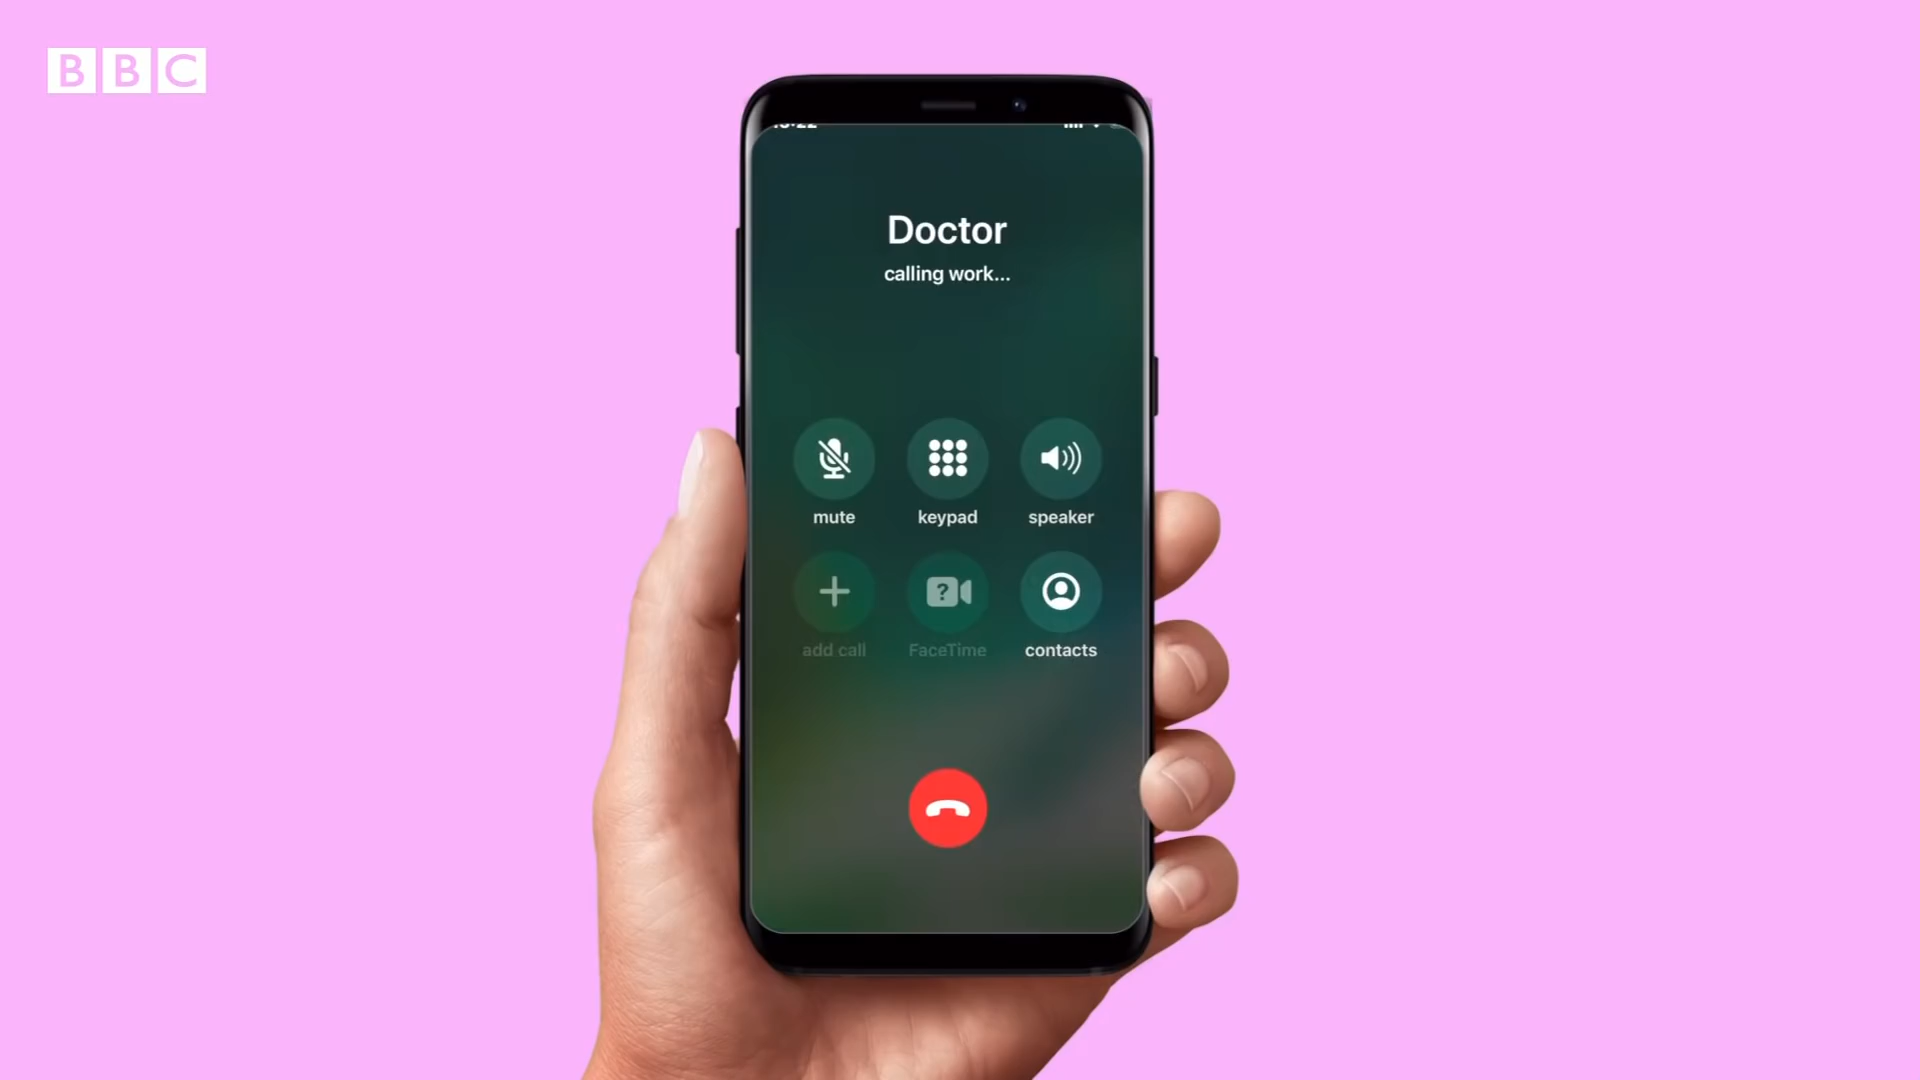 BBC
Doctor
calling work...
mute keypad speaker
add call FaceTime contacts